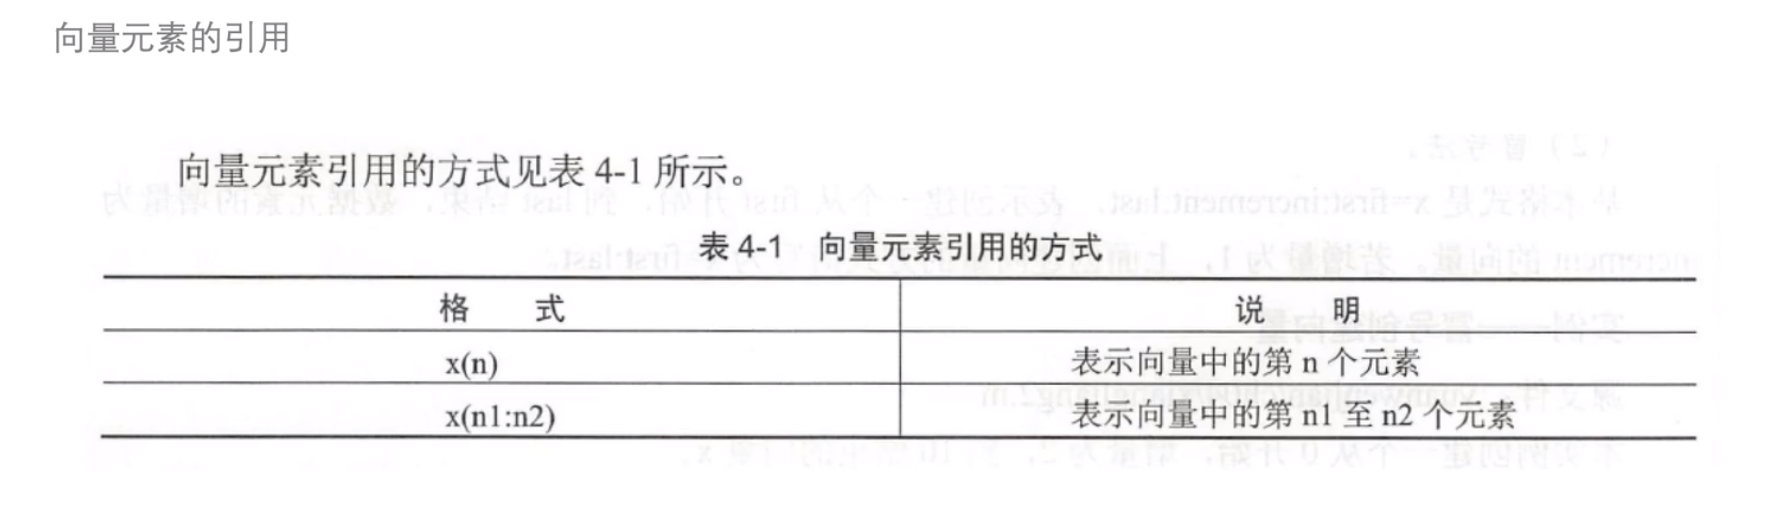 向量元素的引用
向量元素引用的方式见表 4-1 所示。
表 4-1 向量元素引用的方式
格 式 说 明
x(n) 表示向量中的第 n 个元素
x(n1:n2) 表示向量中的第 n1 至 n2 个元素